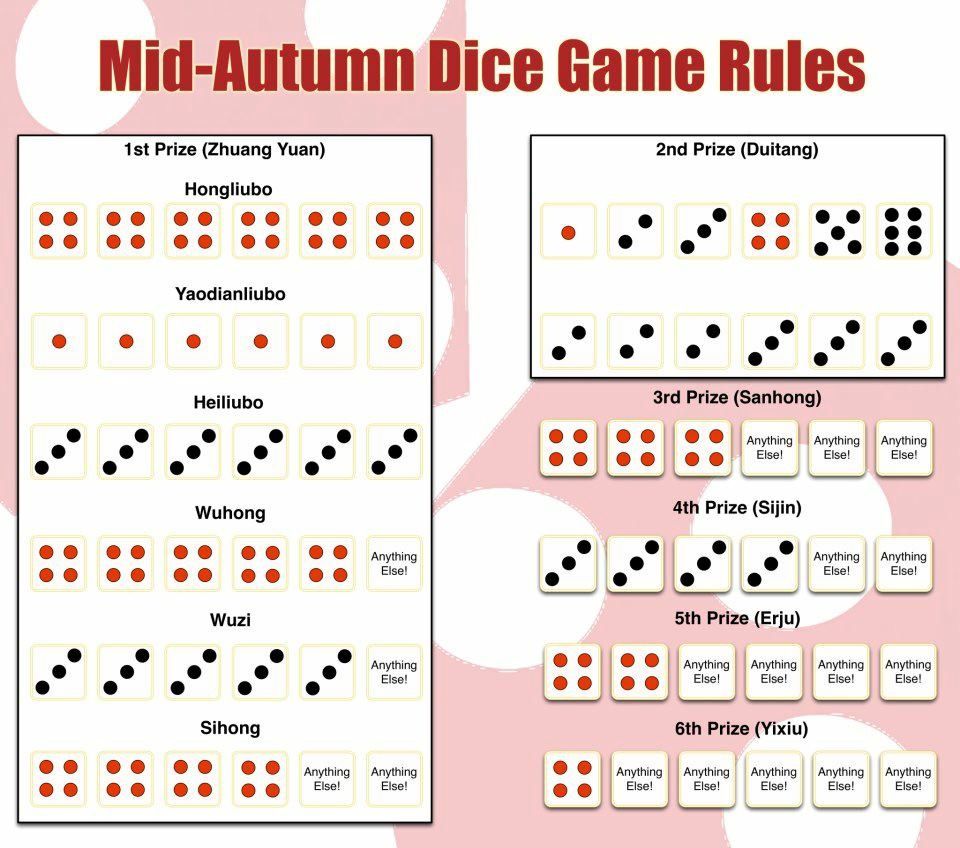 Mid-Autumn Dice Game Rules
1st Prize (Zhuang Yuan)
Hongliubo
Yaodianliubo
Heiliubo
Wuhong
Anything
Else!
Wuzi
Anything
Else!
Sihong
Anything
Else!
Anything
Else!
2nd Prize (Duitang)
3rd Prize (Sanhong)
Anything
Else!
Anything
Else!
Anything
Else!
4th Prize (Sijin)
Anything
Else!
Anything
Else!
5th Prize (Erju)
Anything
Else!
Anything
Else!
Anything
Else!
Anything
Else!
6th Prize (Yixiu)
Anything
Else!
Anything
Else!
Anything
Else!
Anything
Else!
Anything
Else!